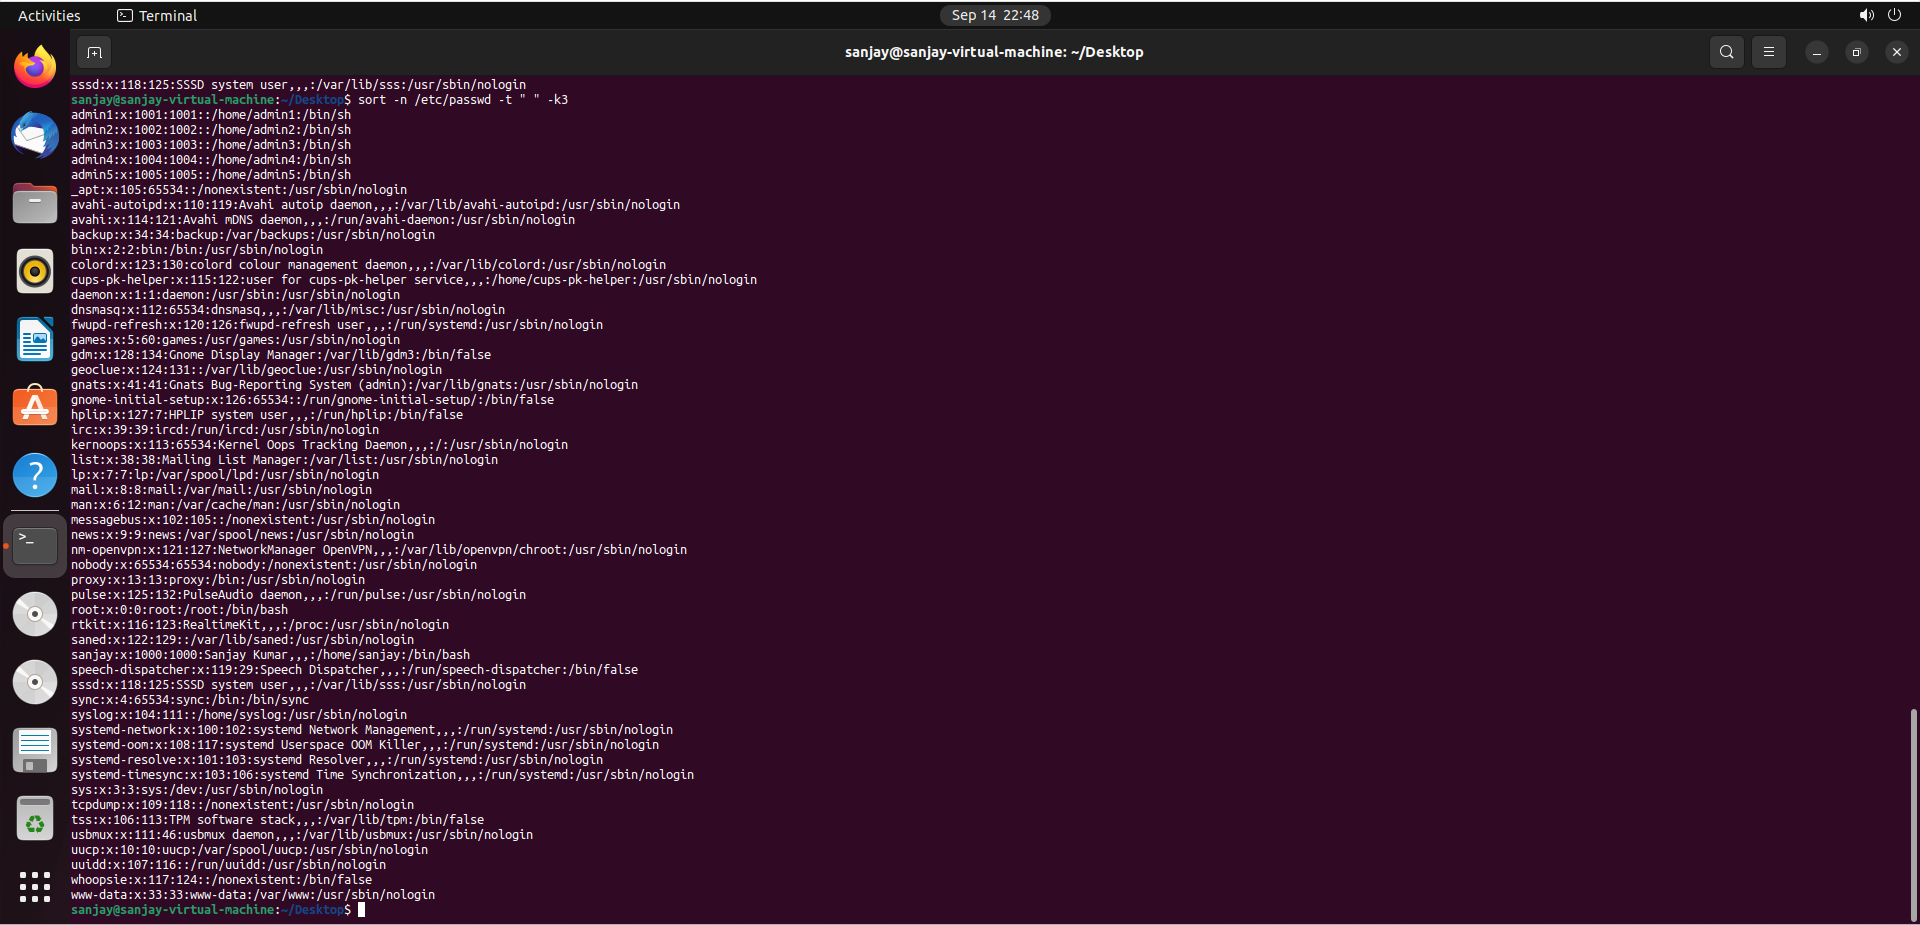 Activities
Terminal
Sep 14 22:48
sanjay@sanjay-virtual-machine: ~/Desktop
sssd:x:118:125:SSSD system user,,,:/var/lib/sss:/usr/sbin/nologin
sanjay@sanjay-virtual-machine:~/Desktop$ sort -n /etc/passwd -t " " -k3
admin1:x:1001:1001::/home/admin1:/bin/sh
admin2:x:1002:1002::/home/admin2:/bin/sh
admin3:x:1003:1003::/home/admin3:/bin/sh
admin4:x:1004:1004::/home/admin4:/bin/sh
admin5:x:1005:1005::/home/admin5:/bin/sh
_apt:x:105:65534::/nonexistent:/usr/sbin/nologin
avahi-autoipd:x:110:119:Avahi autoip daemon,,,:/var/lib/avahi-autoipd:/usr/sbin/nologin
avahi:x:114:121:Avahi mDNS daemon,,,:/run/avahi-daemon:/usr/sbin/nologin
backup:x:34:34:backup:/var/backups:/usr/sbin/nologin
bin:x:2:2:bin:/bin:/usr/sbin/nologin
colord:x:123:130:colord colour management daemon,,,:/var/lib/colord:/usr/sbin/nologin
cups-pk-helper:x:115:122:user for cups-pk-helper service,,,:/home/cups-pk-helper:/usr/sbin/nologin
daemon:x:1:1:daemon:/usr/sbin:/usr/sbin/nologin
dnsmasq:x:112:65534:dnsmasq,,,:/var/lib/misc:/usr/sbin/nologin
fwupd-refresh:x:120:126:fwupd-refresh user,,,:/run/systemd:/usr/sbin/nologin
games:x:5:60:games:/usr/games:/usr/sbin/nologin
gdm:x:128:134:Gnome Display Manager:/var/lib/gdm3:/bin/false
geoclue:x:124:131::/var/lib/geoclue:/usr/sbin/nologin
gnats:x:41:41:Gnats Bug-Reporting System (admin):/var/lib/gnats:/usr/sbin/nologin
gnome-initial-setup:x:126:65534::/run/gnome-initial-setup/:/bin/false
hplip:x:127:7:HPLIP system user,,,:/run/hplip:/bin/false
irc:x:39:39:ircd:/run/ircd:/usr/sbin/nologin
kernoops:x:113:65534:Kernel Oops Tracking Daemon,,,:/:/usr/sbin/nologin
list:x:38:38:Mailing List Manager:/var/list:/usr/sbin/nologin
lp:x:7:7:lp:/var/spool/lpd:/usr/sbin/nologin
mail:x:8:8:mail:/var/mail:/usr/sbin/nologin
man:x:6:12:man:/var/cache/man:/usr/sbin/nologin
messagebus:x:102:105::/nonexistent:/usr/sbin/nologin
news:x:9:9:news:/var/spool/news:/usr/sbin/nologin
nm-openvpn:x:121:127:NetworkManager OpenVPN,,,:/var/lib/openvpn/chroot:/usr/sbin/nologin
nobody:x:65534:65534:nobody:/nonexistent:/usr/sbin/nologin
proxy:x:13:13:proxy:/bin:/usr/sbin/nologin
pulse:x:125:132:PulseAudio daemon,,,:/run/pulse:/usr/sbin/nologin
root:x:0:0:root:/root:/bin/bash
rtkit:x:116:123:RealtimeKit,,,:/proc:/usr/sbin/nologin
saned:x:122:129::/var/lib/saned:/usr/sbin/nologin
sanjay:x:1000:1000:Sanjay Kumar,,,:/home/sanjay:/bin/bash
speech-dispatcher:x:119:29:Speech Dispatcher,,,:/run/speech-dispatcher:/bin/false
sssd:x:118:125:SSSD system user,,,:/var/lib/sss:/usr/sbin/nologin
sync:x:4:65534:sync:/bin:/bin/sync
syslog:x:104:111::/home/syslog:/usr/sbin/nologin
systemd-network:x:100:102:systemd Network Management,,,:/run/systemd:/usr/sbin/nologin
systemd-oom:x:108:117:systemd Userspace OOM Killer,,,:/run/systemd:/usr/sbin/nologin
systemd-resolve:x:101:103:systemd Resolver,,,:/run/systemd:/usr/sbin/nologin
systemd-timesync:x:103:106:systemd Time Synchronization,,,:/run/systemd:/usr/sbin/nologin
sys:x:3:3:sys:/dev:/usr/sbin/nologin
tcpdump:x:109:118::/nonexistent:/usr/sbin/nologin
tss:x:106:113:TPM software stack,,,:/var/lib/tpm:/bin/false
usbmux:x:111:46:usbmux daemon,,,:/var/lib/usbmux:/usr/sbin/nologin
uucp:x:10:10:uucp:/var/spool/uucp:/usr/sbin/nologin
uuidd:x:107:116::/run/uuidd:/usr/sbin/nologin
whoopsie:x:117:124::/nonexistent:/bin/false
www-data:x:33:33:www-data:/var/www:/usr/sbin/nologin
sanjay@sanjay-virtual-machine:~/Desktop$